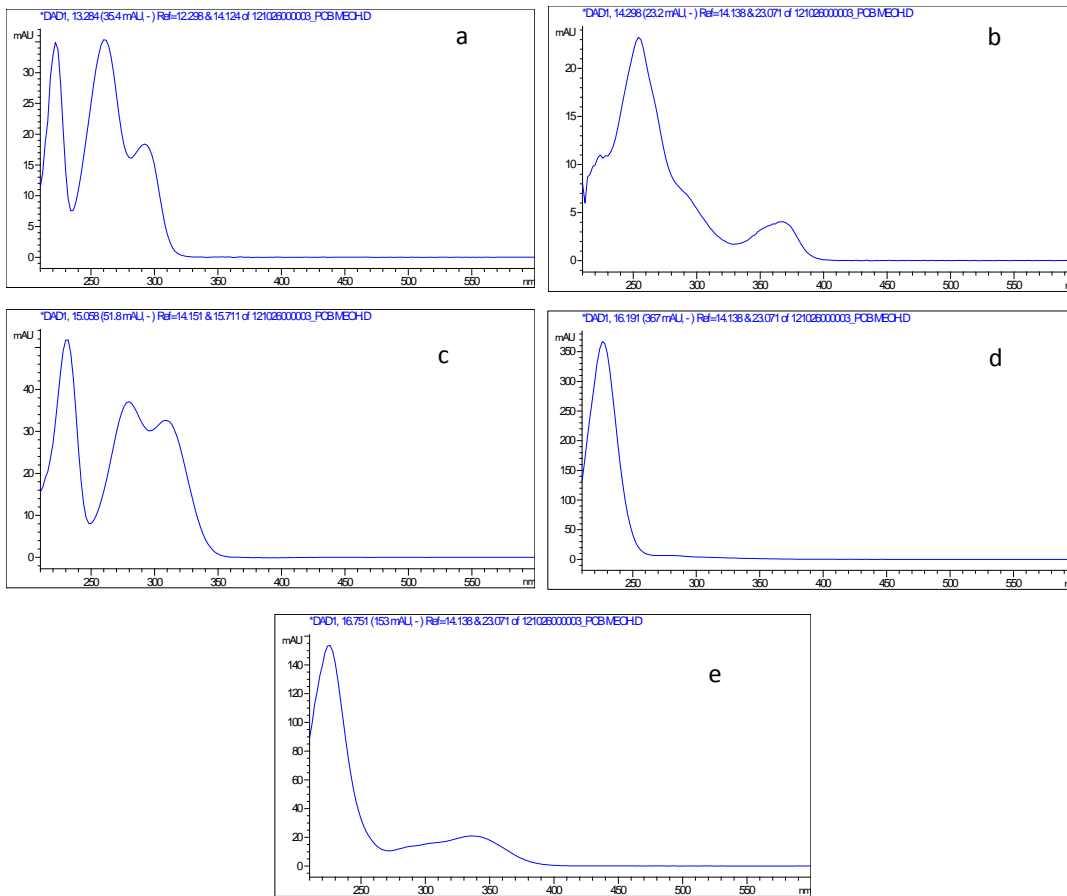 *DAD1, 13.284 (35.4 mAU, - ) Ref=12.298 & 14.124 of 121026000003_PCB MEOH.D
mAU
a
30
25
20
15
10
5
0
250 300 350 400 450 500 550 nm
*DAD1, 14.298 (23.2 mAU, - ) Ref=14.138 & 23.071 of 121026000003_PCB MEOH.D
mAU
b
20
15
10
5
0
250 300 350 400 450 500 550 nm
*DAD1, 15.058 (51.8 mAU, - ) Ref=14.151 & 15.711 of 121026000003_PCB MEOH.D
mAU
c
40
30
20
10
0
250 300 350 400 450 500 550 nm
*DAD1, 16.191 (367 mAU, - ) Ref=14.138 & 23.071 of 121026000003_PCB MEOH.D
mAU
d
350
300
250
200
150
100
50
0
250 300 350 400 450 500 550 nm
*DAD1, 16.751 (153 mAU, - ) Ref=14.138 & 23.071 of 121026000003_PCB MEOH.D
mAU
e
140
120
100
80
60
40
20
0
250 300 350 400 450 500 550 nm